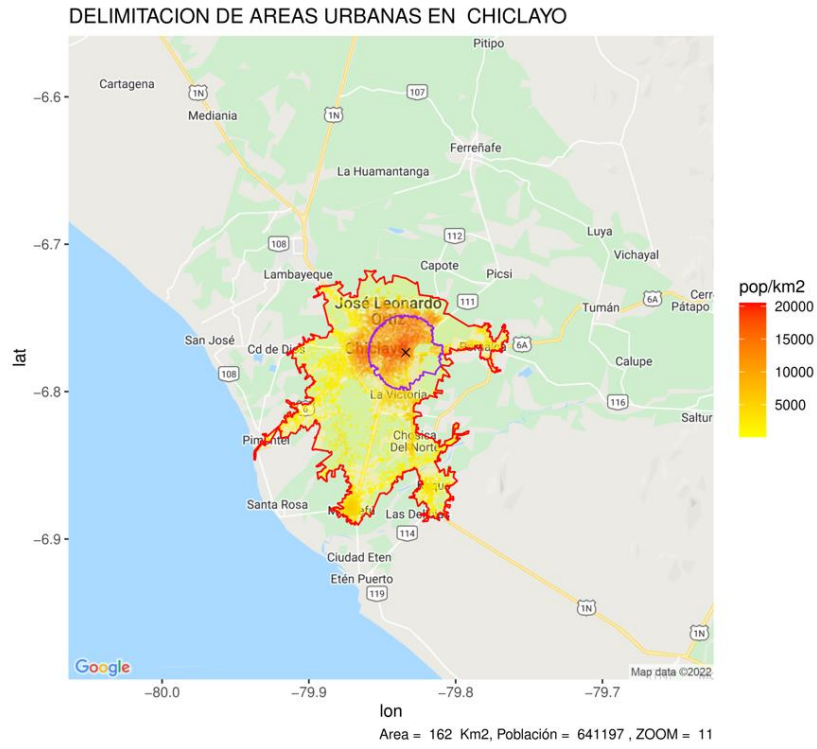 DELIMITACION DE AREAS URBANAS EN CHICLAYO
Pitipo
Cartagena
1N
107
Mediania
1N
Ferreñafe
La Huamantanga
112
Luya
108
Vichayal
Lambayeque
Capote
Picsi
José Leonardo
Ortiz
111
6A
Cerr
Pátapo
Tumán
San José
Cd de Dios
Chiclayo
6A
108
Calupe
La Victoria
116
6
Saltur
Pimentel
Chosica
Del Norte
Santa Rosa
Las De
114
Ciudad Eten
Etén Puerto
119
1N
1N
Google
Map data ©2022
−6.6
−6.7
−6.8
−6.9
lat
−80.0
−79.9
−79.8
−79.7
lon
pop/km2
20000
15000
10000
5000
Area = 162 Km2, Población = 641197 , ZOOM = 11